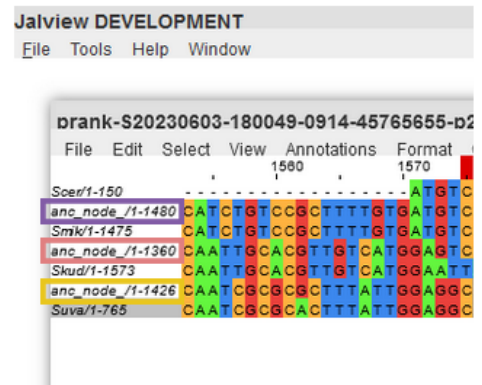 Jalview DEVELOPMENT
File Tools Help Window
prank-S20230603-180049-0914-45765655-p2
File Edit Select View Annotations Format
1560 1570
Scer/1-150 - - - - - - - - - - - - - - - - - - ATGTC
anc_node_/1-1480 CATCTGTCCGCTTTTGTGATGTC
Smik/1-1475 CATCTGTCCGCTTTTGTGATGTC
anc_node_/1-1360 CAATTGCACGTTGTCATGGAGTC
Skud/1-1573 CAATTGCACGTTGTCATGGAATT
anc_node_/1-1426 CAATCGCGCGCTTTATTGGAGGC
Suva/1-765 CAATCGCGCACTTTATTGGAGGC